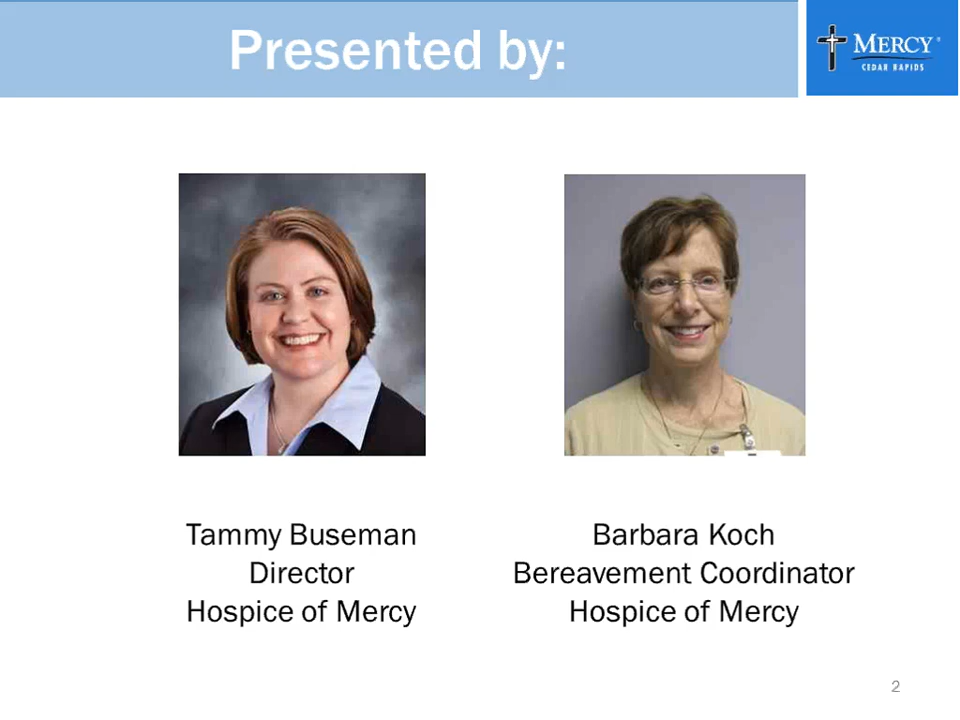 Presented by:
MERCY®
CEDAR RAPIDS
Tammy Buseman
Director
Hospice of Mercy
Barbara Koch
Bereavement Coordinator
Hospice of Mercy
2